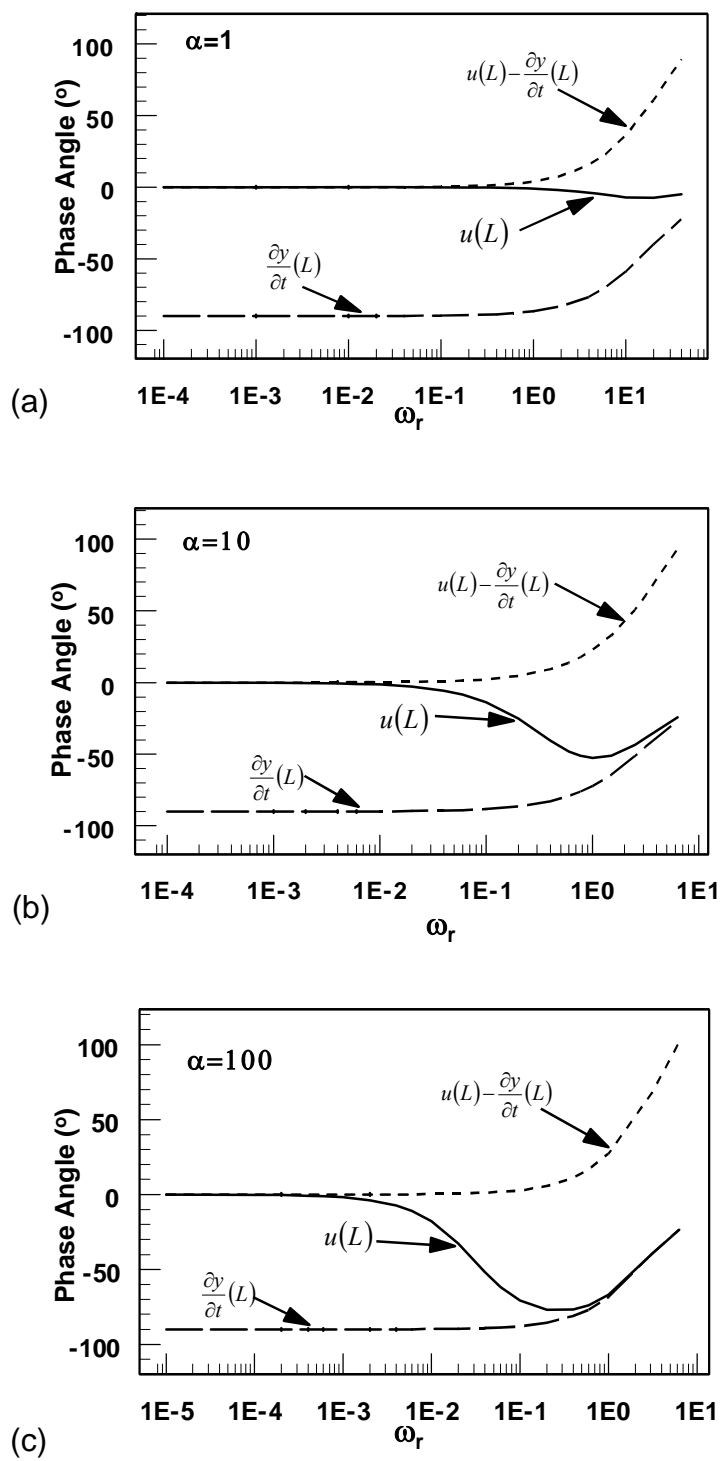 α=1
100
50
0
-50
-100
Phase Angle (º)
u(L) − ∂y/∂t (L)
u(L)
∂y/∂t (L)
1E-4 1E-3 1E-2 1E-1 1E0 1E1
ωr
(a)
α=10
100
50
0
-50
-100
Phase Angle (º)
u(L) − ∂y/∂t (L)
u(L)
∂y/∂t (L)
1E-4 1E-3 1E-2 1E-1 1E0 1E1
ωr
(b)
α=100
100
50
0
-50
-100
Phase Angle (º)
u(L) − ∂y/∂t (L)
u(L)
∂y/∂t (L)
1E-5 1E-4 1E-3 1E-2 1E-1 1E0 1E1
ωr
(c)